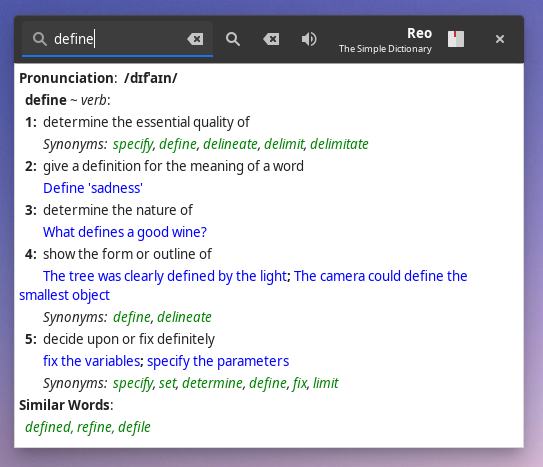 define
Reo
The Simple Dictionary
Pronunciation: /dɪfˈaɪn/
define ~ verb:
1: determine the essential quality of
Synonyms: specify, define, delineate, delimit, delimitate
2: give a definition for the meaning of a word
Define 'sadness'
3: determine the nature of
What defines a good wine?
4: show the form or outline of
The tree was clearly defined by the light; The camera could define the
smallest object
Synonyms: define, delineate
5: decide upon or fix definitely
fix the variables; specify the parameters
Synonyms: specify, set, determine, define, fix, limit
Similar Words:
defined, refine, defile